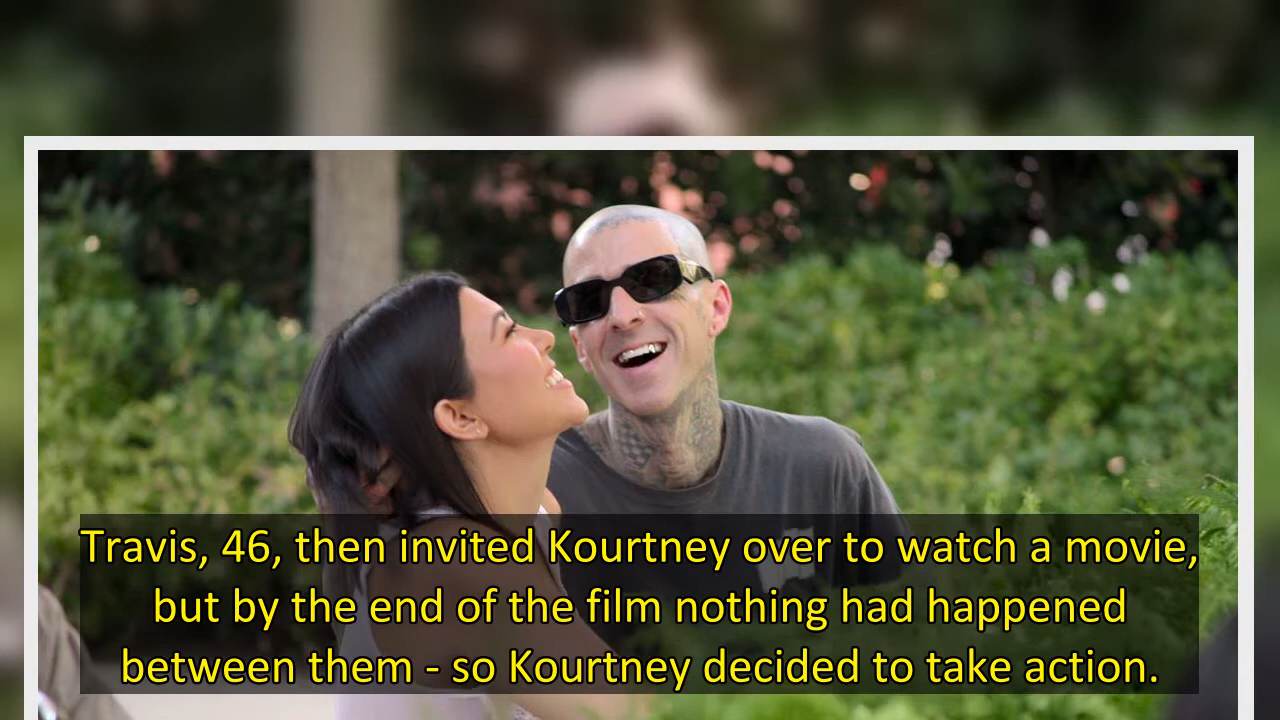 Travis, 46, then invited Kourtney over to watch a movie,
but by the end of the film nothing had happened
between them - so Kourtney decided to take action.